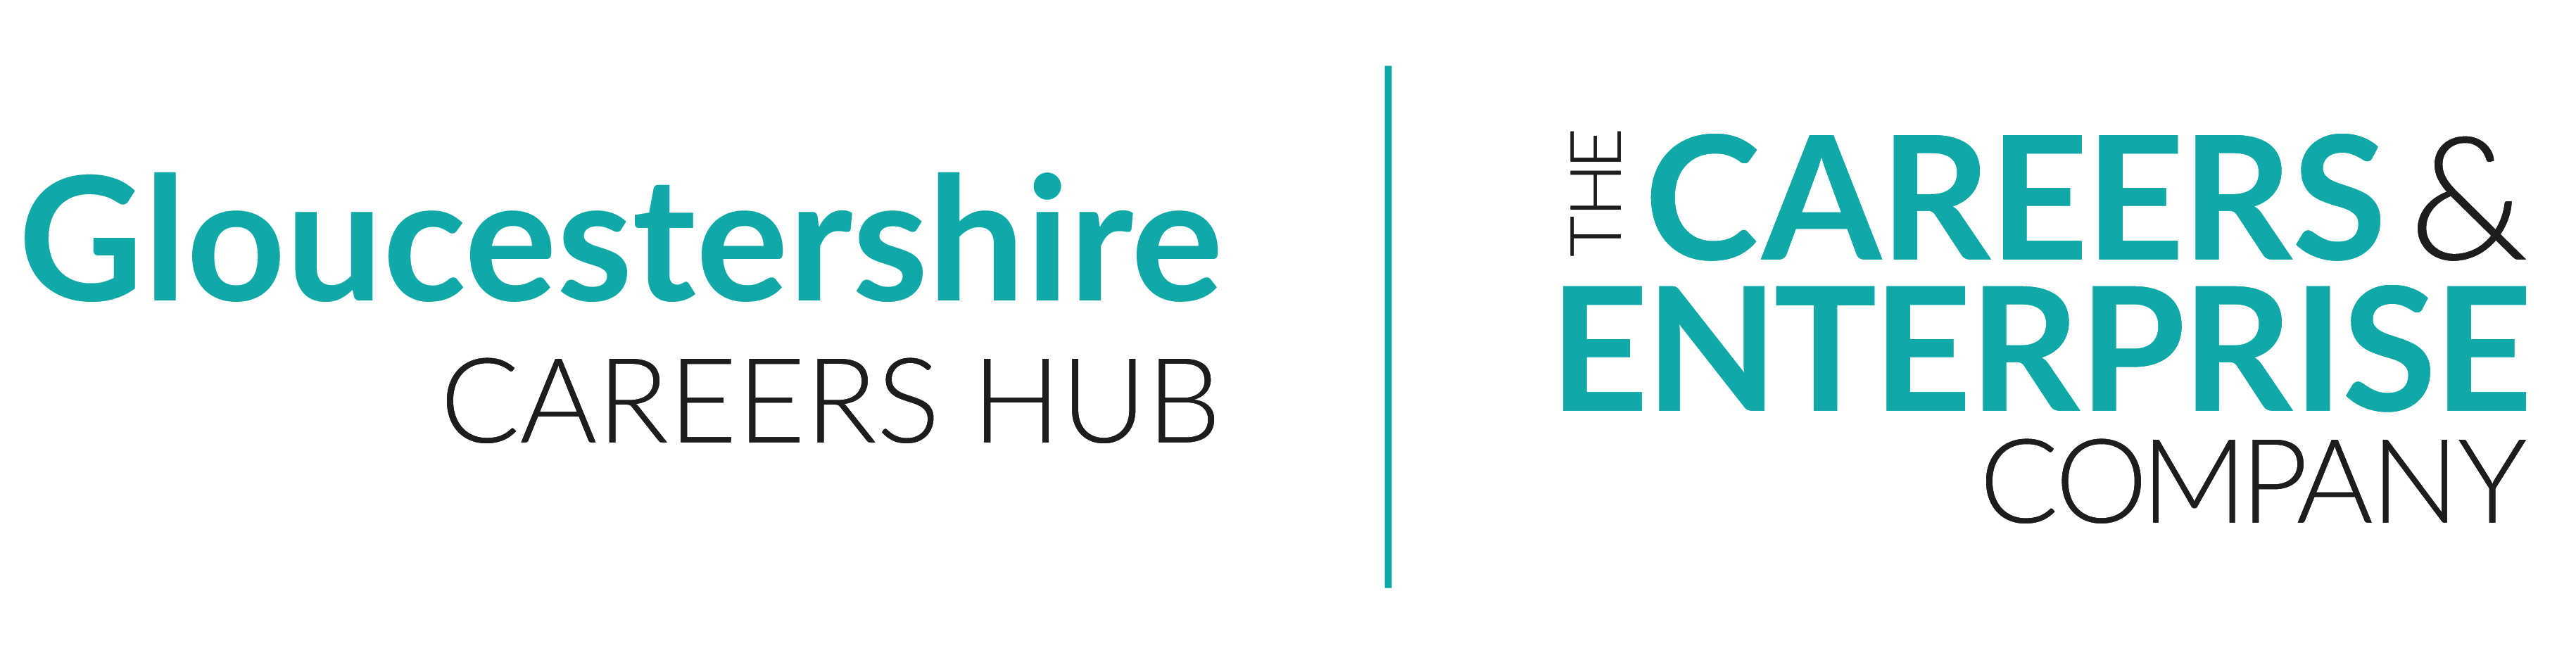 Gloucestershire
CAREERS HUB
THE CAREERS &
ENTERPRISE
COMPANY